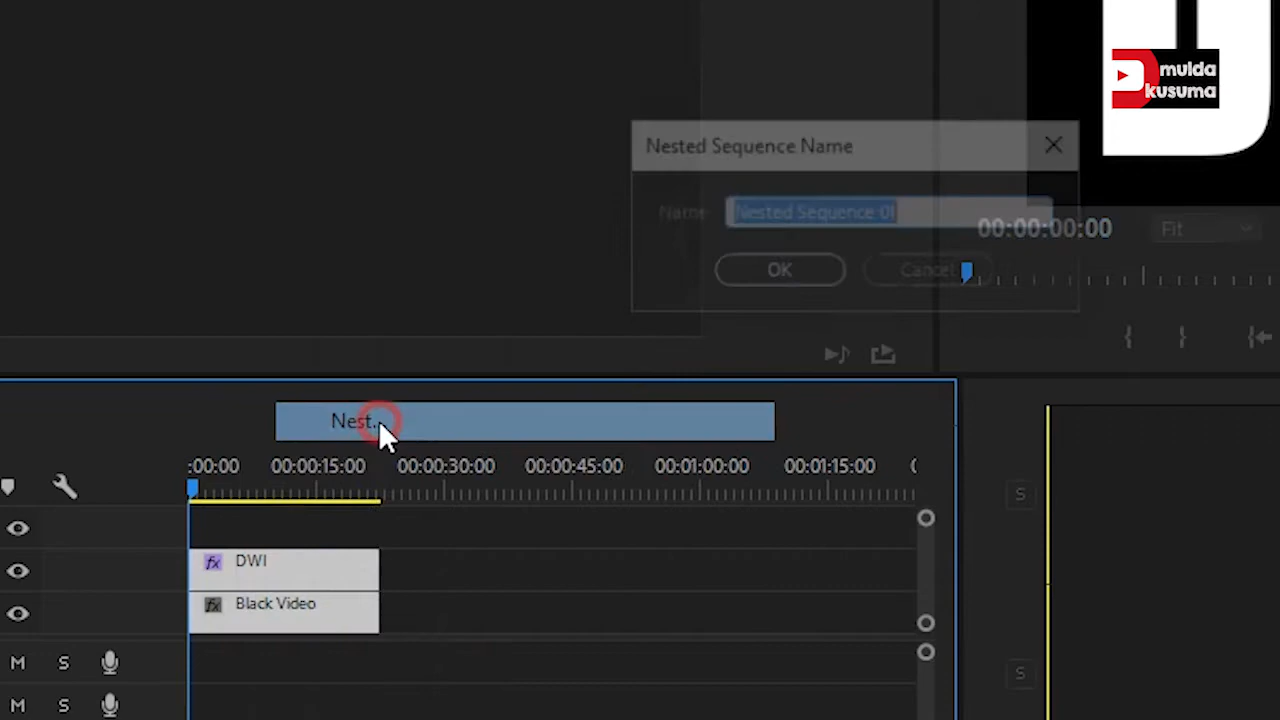 mulda
kusuma
Nested Sequence Name
Name
Nested Sequence 01
00:00:00:00
Fit
OK
Cancel
Nest...
:00:00
00:00:15:00
00:00:30:00
00:00:45:00
00:01:00:00
00:01:15:00
S
fx DWI
fx Black Video
M S
S
M S